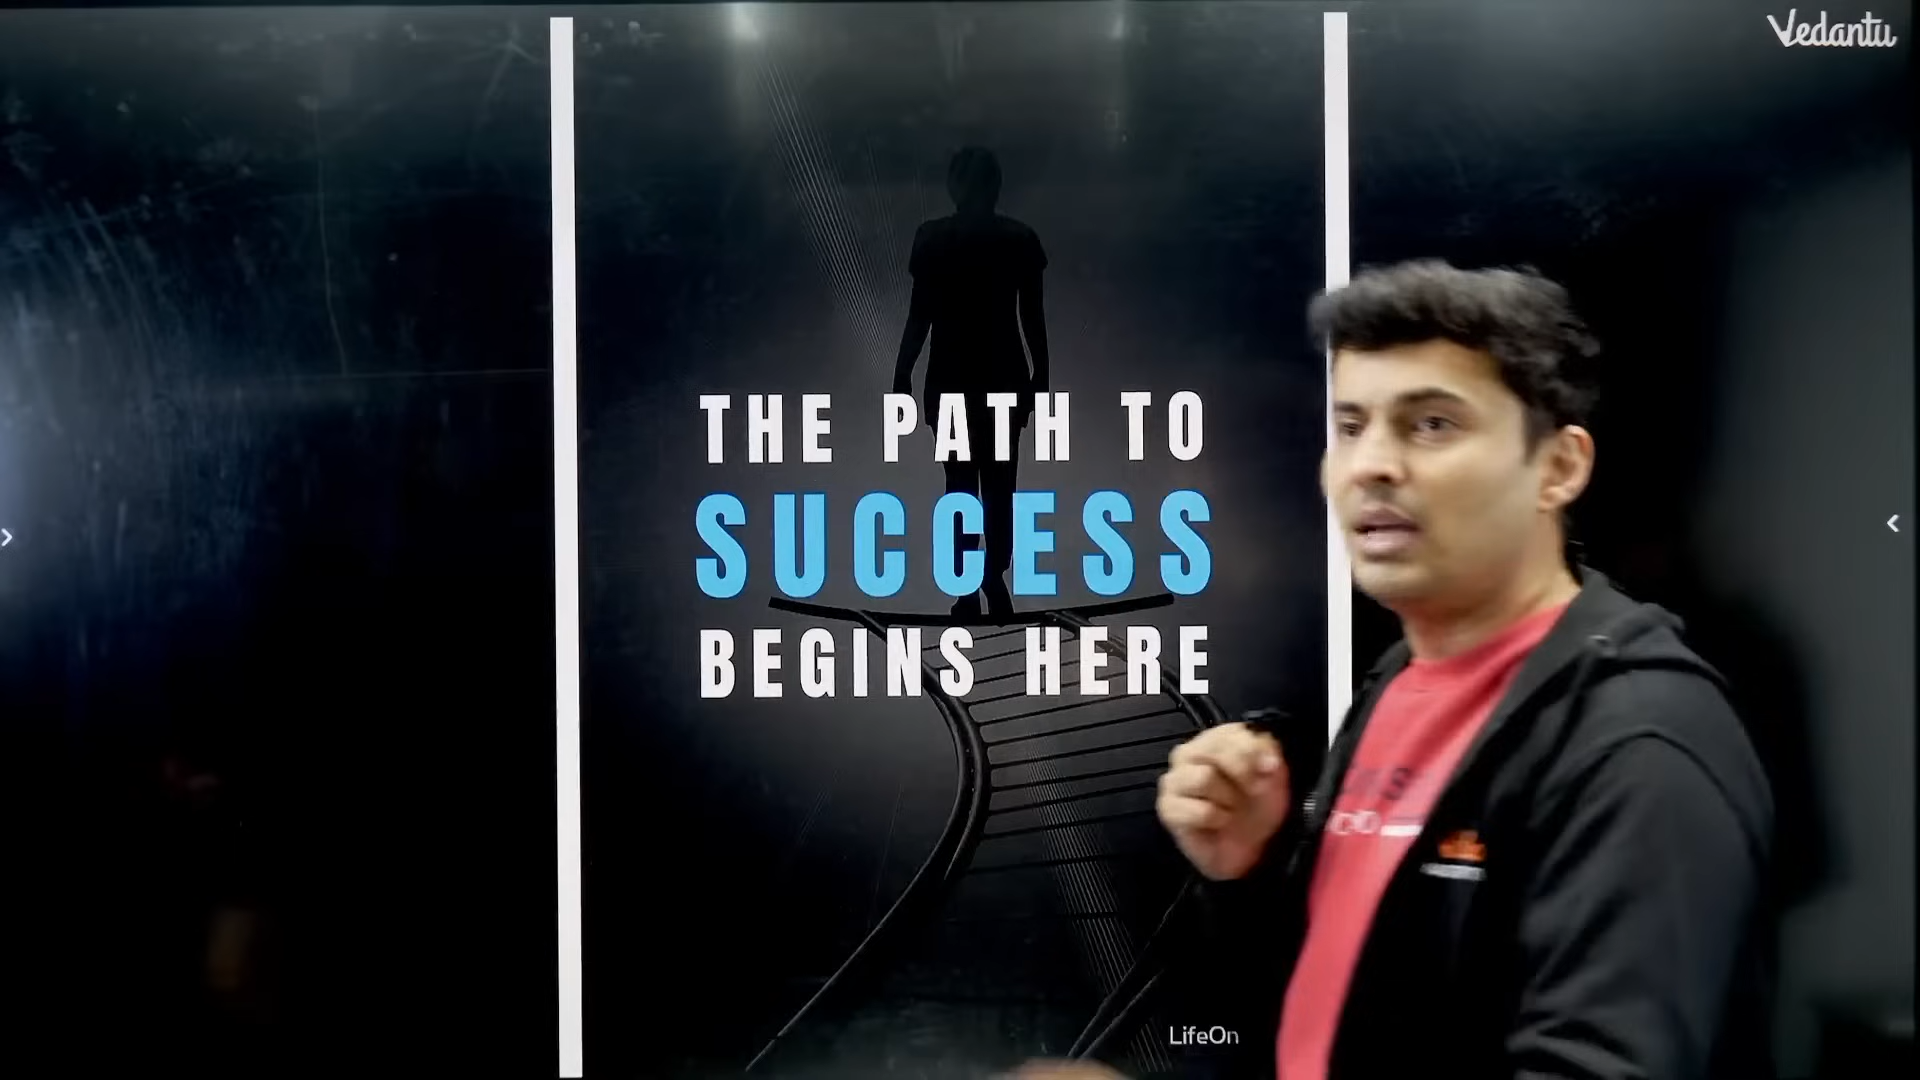 Vedantu
THE PATH TO
SUCCESS
BEGINS HERE
LifeOn